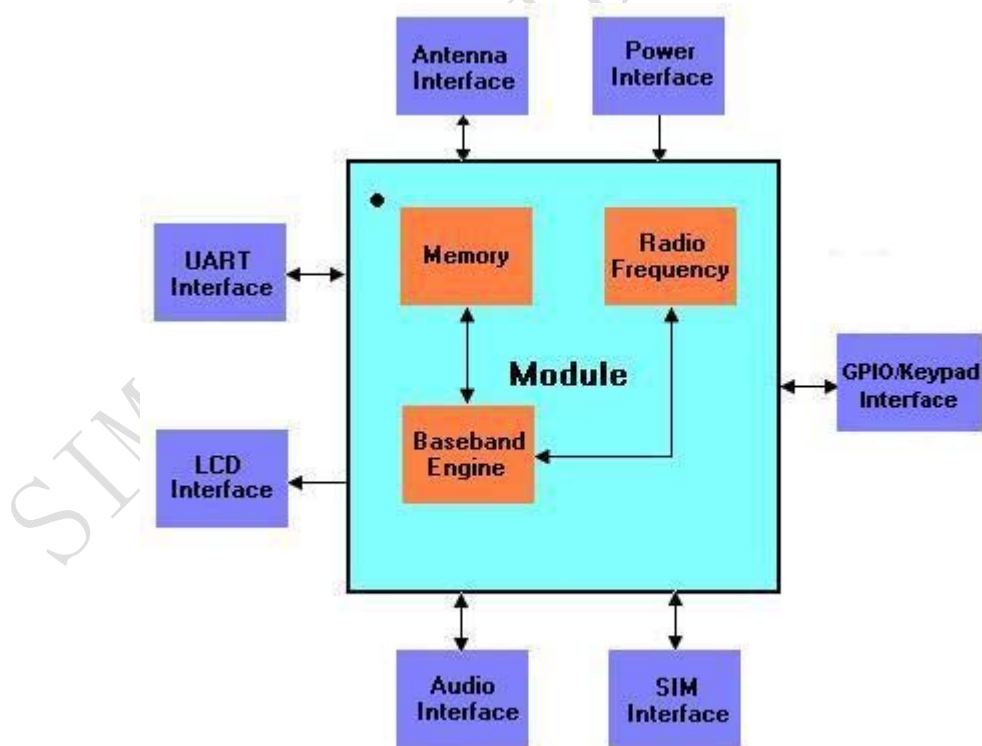 Antenna
Interface
Power
Interface
Memory
Radio
Frequency
UART
Interface
Module
GPIO/Keypad
Interface
Baseband
Engine
LCD
Interface
Audio
Interface
SIM
Interface
SIM